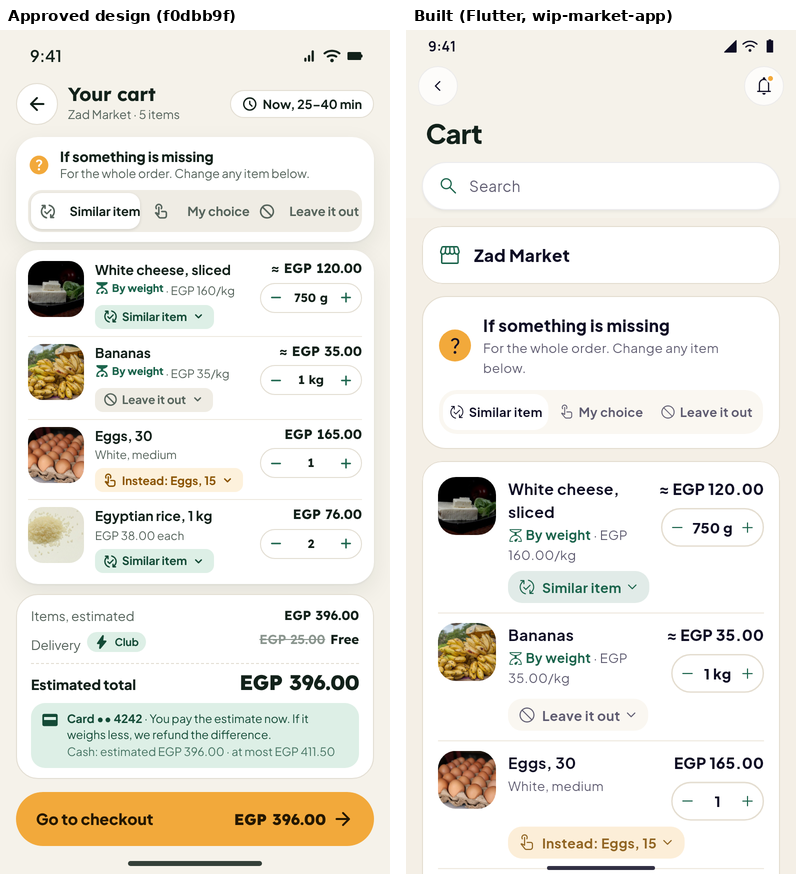 Approved design (f0dbb9f)
9:41
Your cart
Zad Market · 5 items
Now, 25–40 min
If something is missing
For the whole order. Change any item below.
Similar item
My choice
Leave it out
White cheese, sliced
≈ EGP 120.00
By weight · EGP 160/kg
− 750 g +
Similar item
Bananas
≈ EGP 35.00
By weight · EGP 35/kg
− 1 kg +
Leave it out
Eggs, 30
EGP 165.00
White, medium
− 1 +
Instead: Eggs, 15
Egyptian rice, 1 kg
EGP 76.00
EGP 38.00 each
− 2 +
Similar item
Items, estimated
EGP 396.00
Delivery
Club
EGP 25.00 Free
Estimated total
EGP 396.00
Card •• 4242 · You pay the estimate now. If it
weighs less, we refund the difference.
Cash: estimated EGP 396.00 · at most EGP 411.50
Go to checkout
EGP 396.00
Built (Flutter, wip-market-app)
9:41
Cart
Search
Zad Market
If something is missing
For the whole order. Change any item
below.
Similar item
My choice
Leave it out
White cheese,
sliced
≈ EGP 120.00
By weight · EGP
160.00/kg
− 750 g +
Similar item
Bananas
≈ EGP 35.00
By weight · EGP
35.00/kg
− 1 kg +
Leave it out
Eggs, 30
EGP 165.00
White, medium
− 1 +
Instead: Eggs, 15